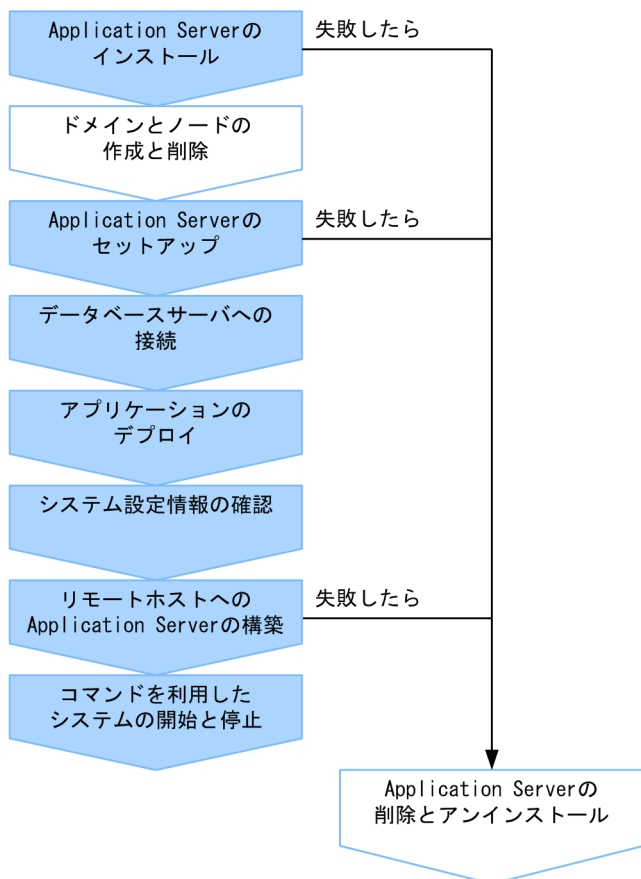 Application Serverの
インストール
失敗したら
ドメインとノードの
作成と削除
Application Serverの
セットアップ
失敗したら
データベースサーバへの
接続
アプリケーションの
デプロイ
システム設定情報の確認
リモートホストへの
Application Serverの構築
失敗したら
コマンドを利用した
システムの開始と停止
Application Serverの
削除とアンインストール